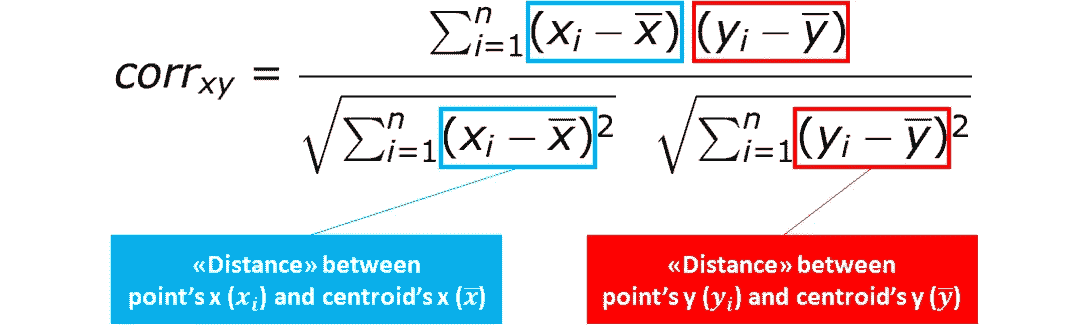 corr_{xy} = \frac{\sum_{i=1}^{n}(x_i - \overline{x})(y_i - \overline{y})}{\sqrt{\sum_{i=1}^{n}(x_i - \overline{x})^2} \sqrt{\sum_{i=1}^{n}(y_i - \overline{y})^2}}
«Distance» between
point's x (x_i) and centroid's x (\overline{x})
«Distance» between
point's y (y_i) and centroid's y (\overline{y})